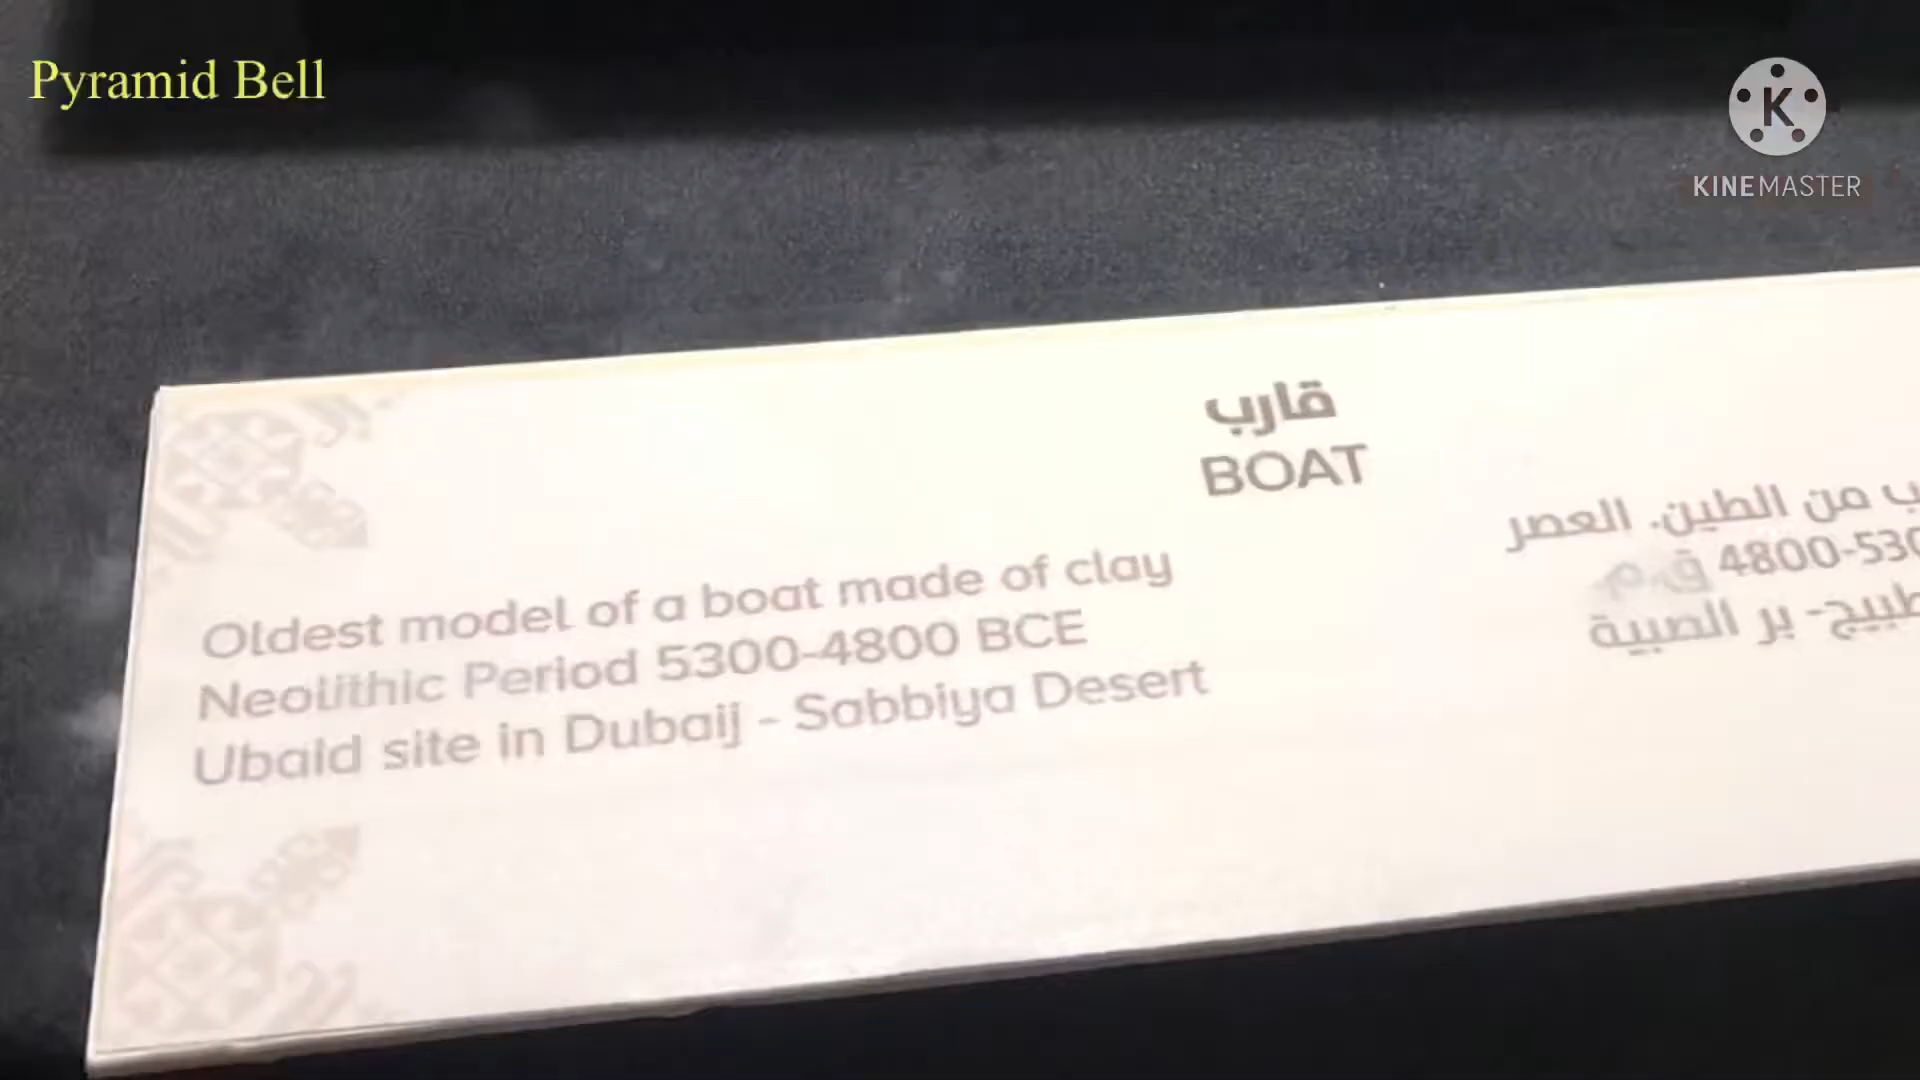 Pyramid Bell
KINEMASTER
قارب
BOAT
Oldest model of a boat made of clay
Neolithic Period 5300-4800 BCE
Ubaid site in Dubaij - Sabbiya Desert
من الطين. العصر
4800-530 ق.م
بر الصبية